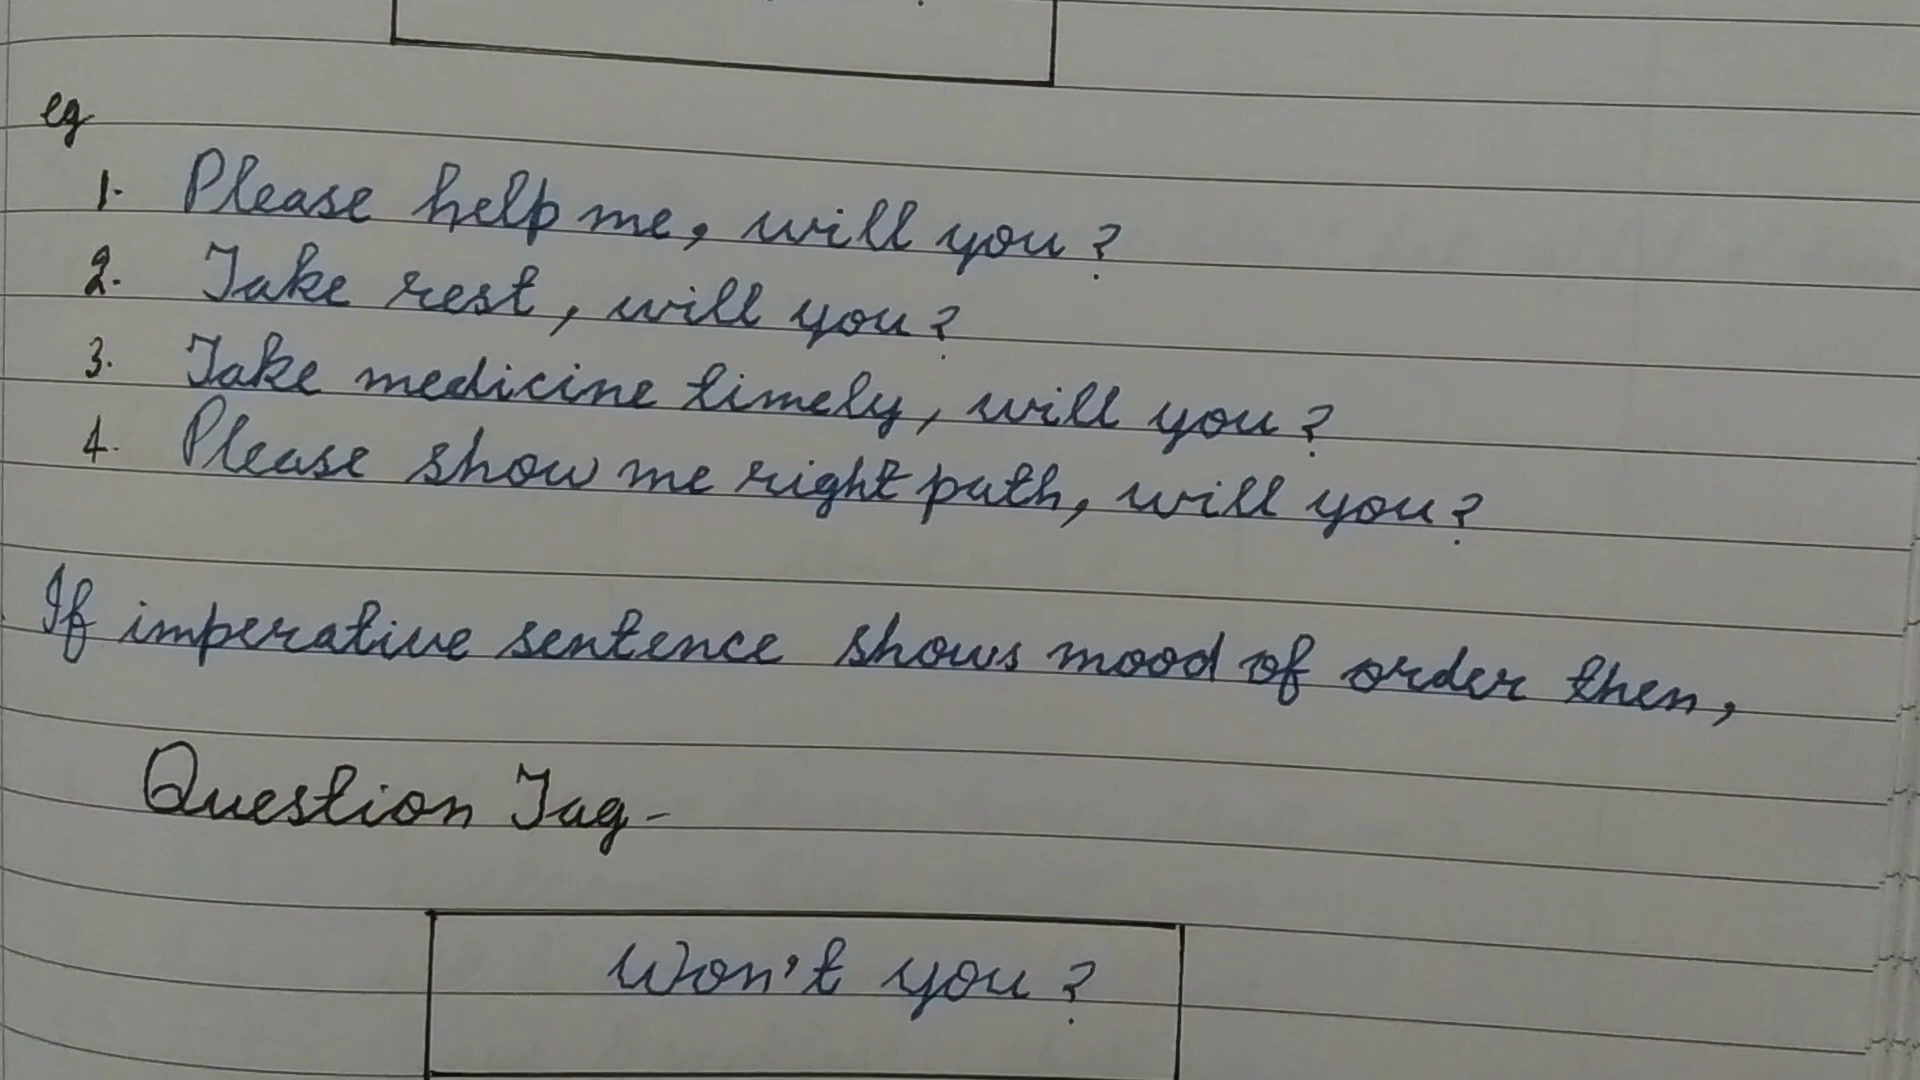 eg
1. Please help me, will you?
2. Take rest, will you?
3. Take medicine timely, will you?
4. Please show me right path, will you?
If imperative sentence shows mood of order then,
Question Tag-
Won't you?